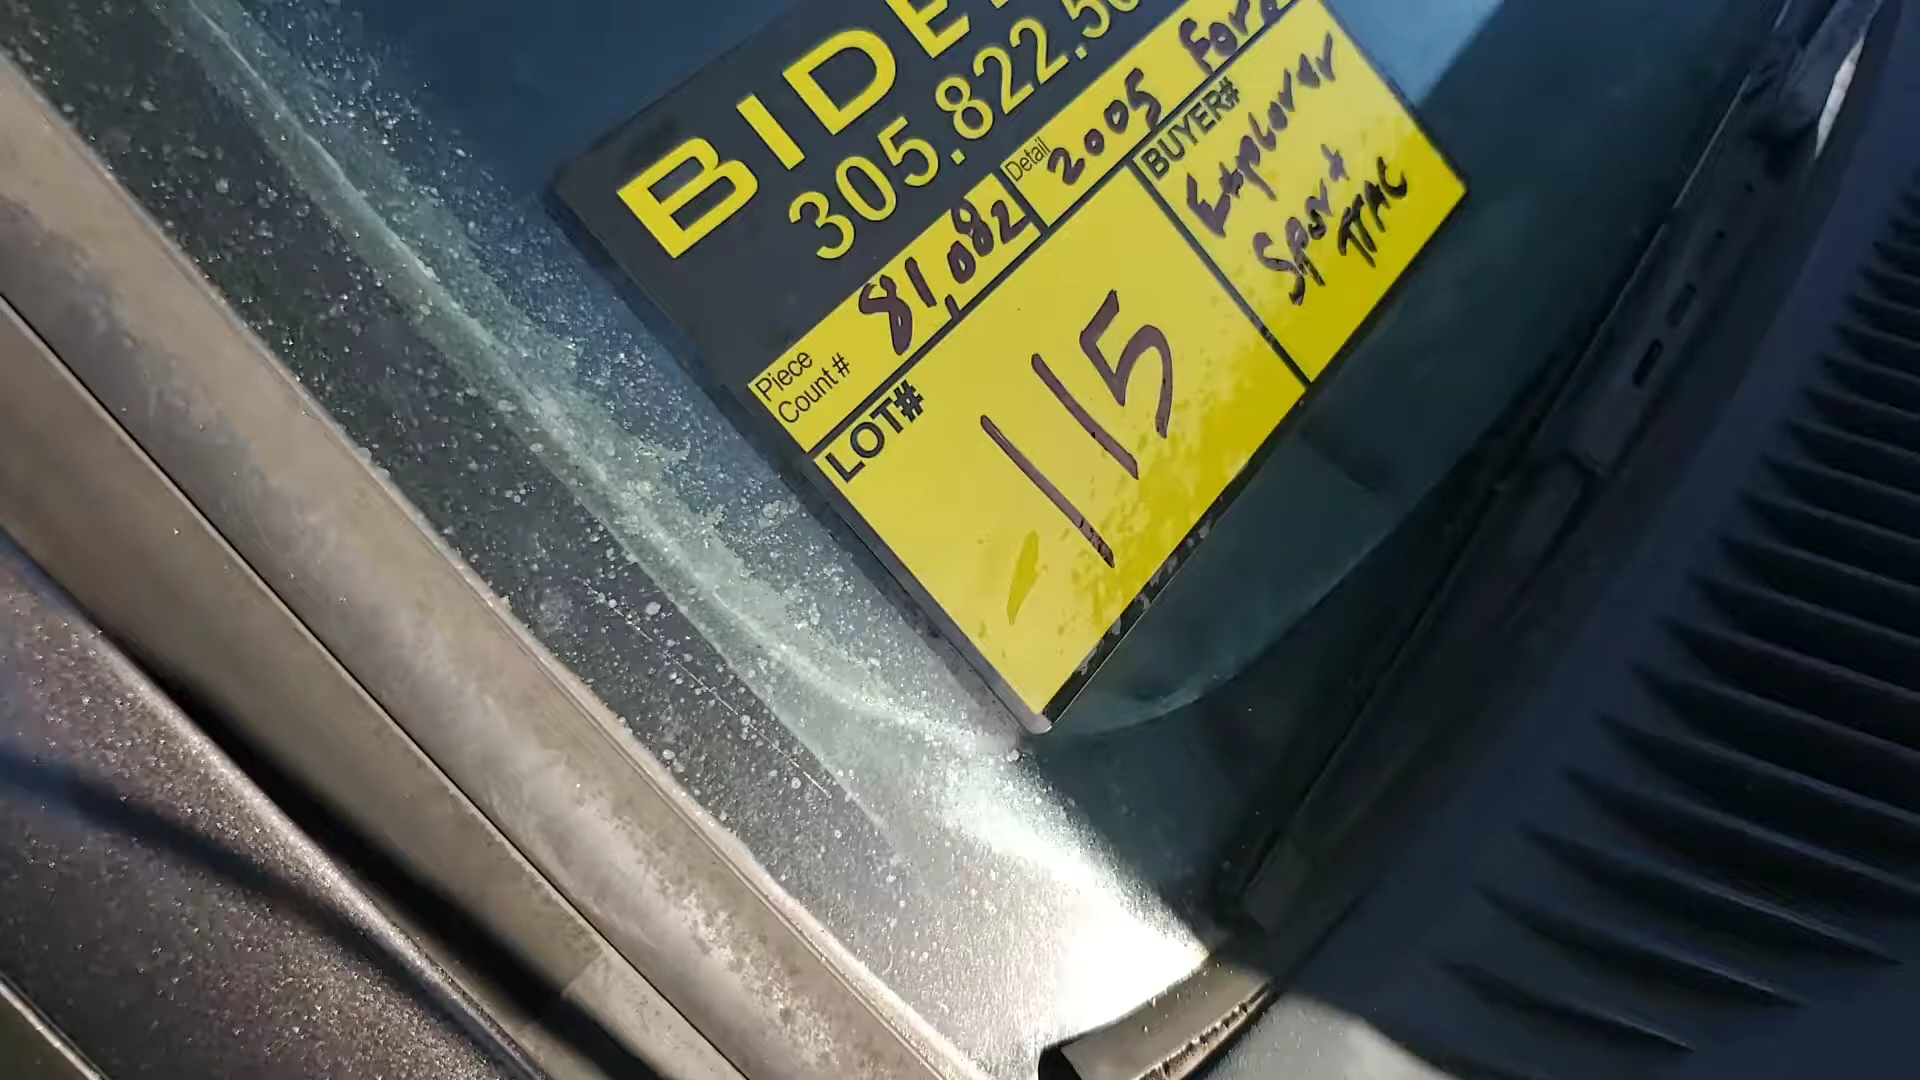 BIDE
305.822.5
Piece Count # 81,082
Detail 2005 Ford
LOT# 115
BUYER# Explorer
Sport
TRAC